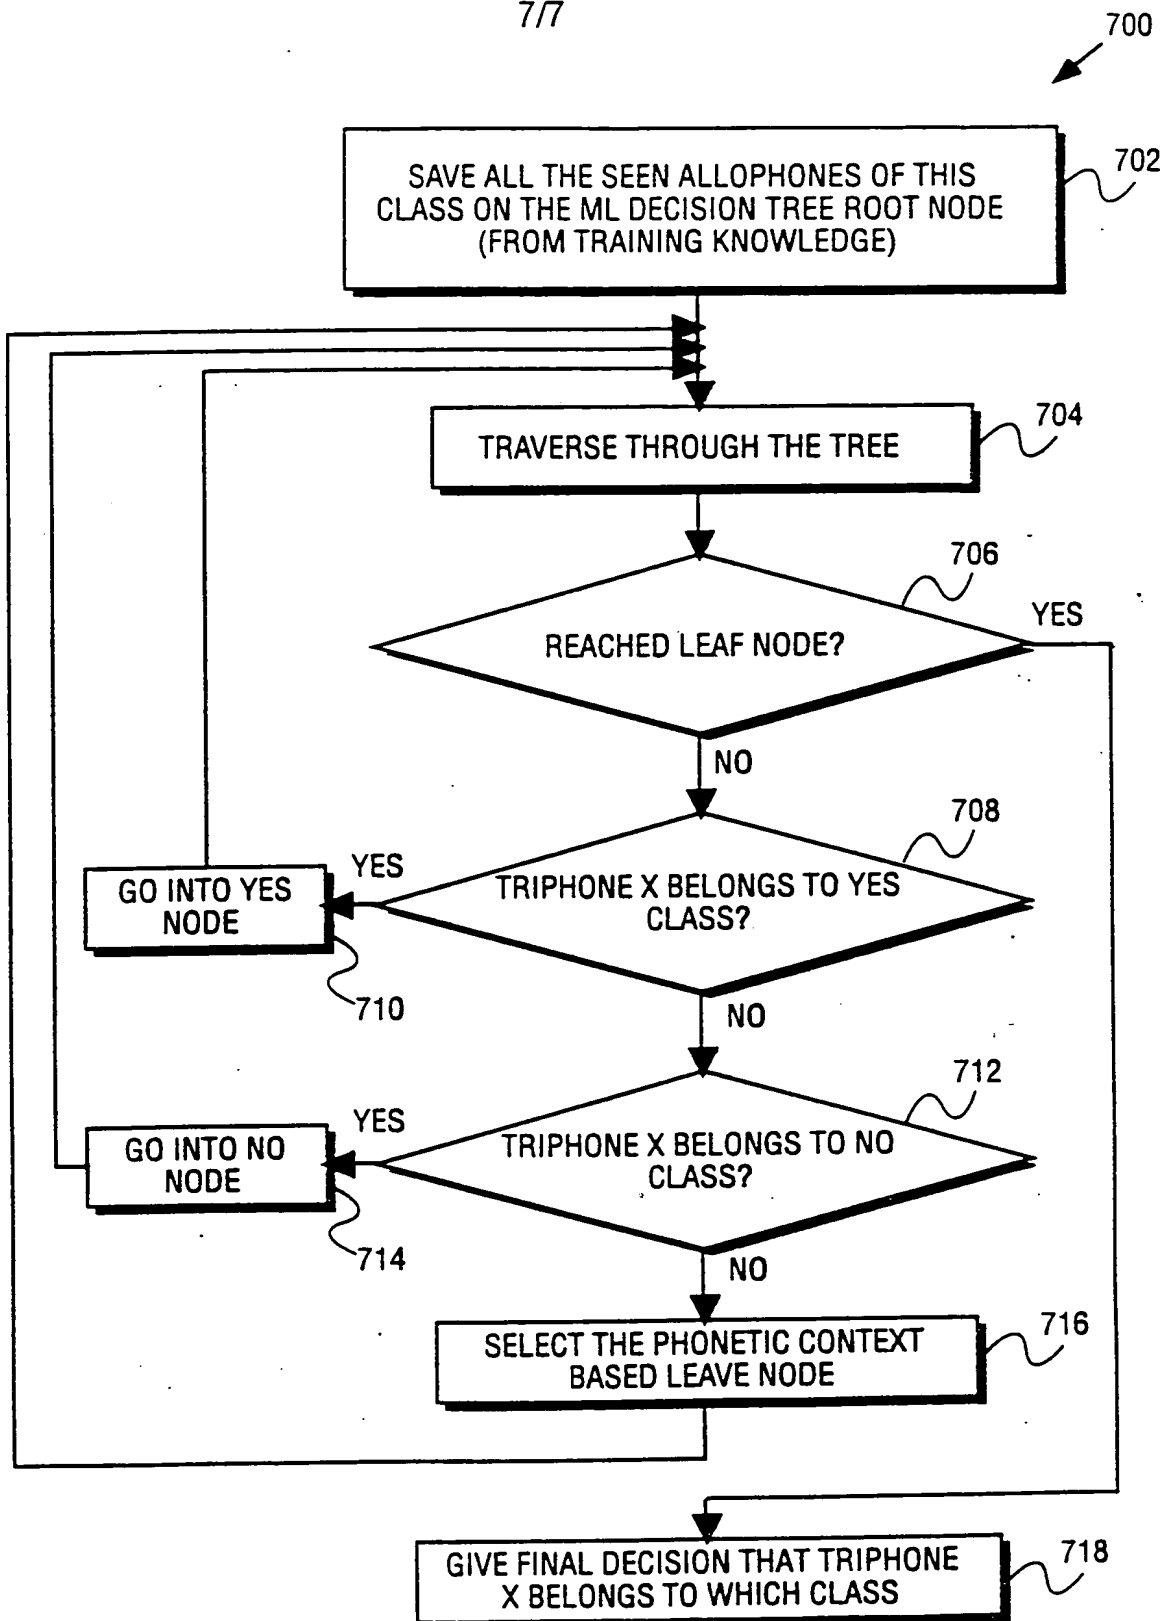 7/7
700
SAVE ALL THE SEEN ALLOPHONES OF THIS
CLASS ON THE ML DECISION TREE ROOT NODE
(FROM TRAINING KNOWLEDGE)
702
TRAVERSE THROUGH THE TREE
704
706
REACHED LEAF NODE?
YES
NO
708
TRIPHONE X BELONGS TO YES
CLASS?
YES
GO INTO YES
NODE
710
NO
712
TRIPHONE X BELONGS TO NO
CLASS?
YES
GO INTO NO
NODE
714
NO
SELECT THE PHONETIC CONTEXT
BASED LEAVE NODE
716
GIVE FINAL DECISION THAT TRIPHONE
X BELONGS TO WHICH CLASS
718